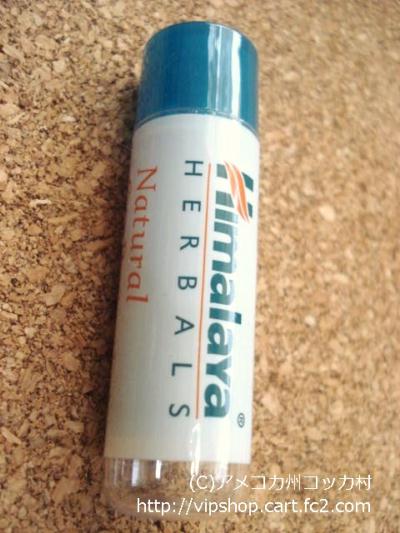 Himalaya®
HERBALS
Natural
(C)アメコカ州コッカ村
http://vipshop.cart.fc2.com